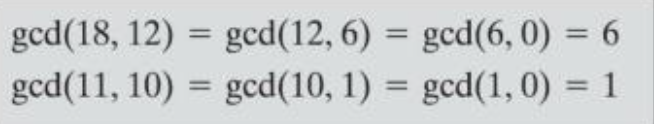 gcd(18, 12) = gcd(12, 6) = gcd(6, 0) = 6
gcd(11, 10) = gcd(10, 1) = gcd(1, 0) = 1